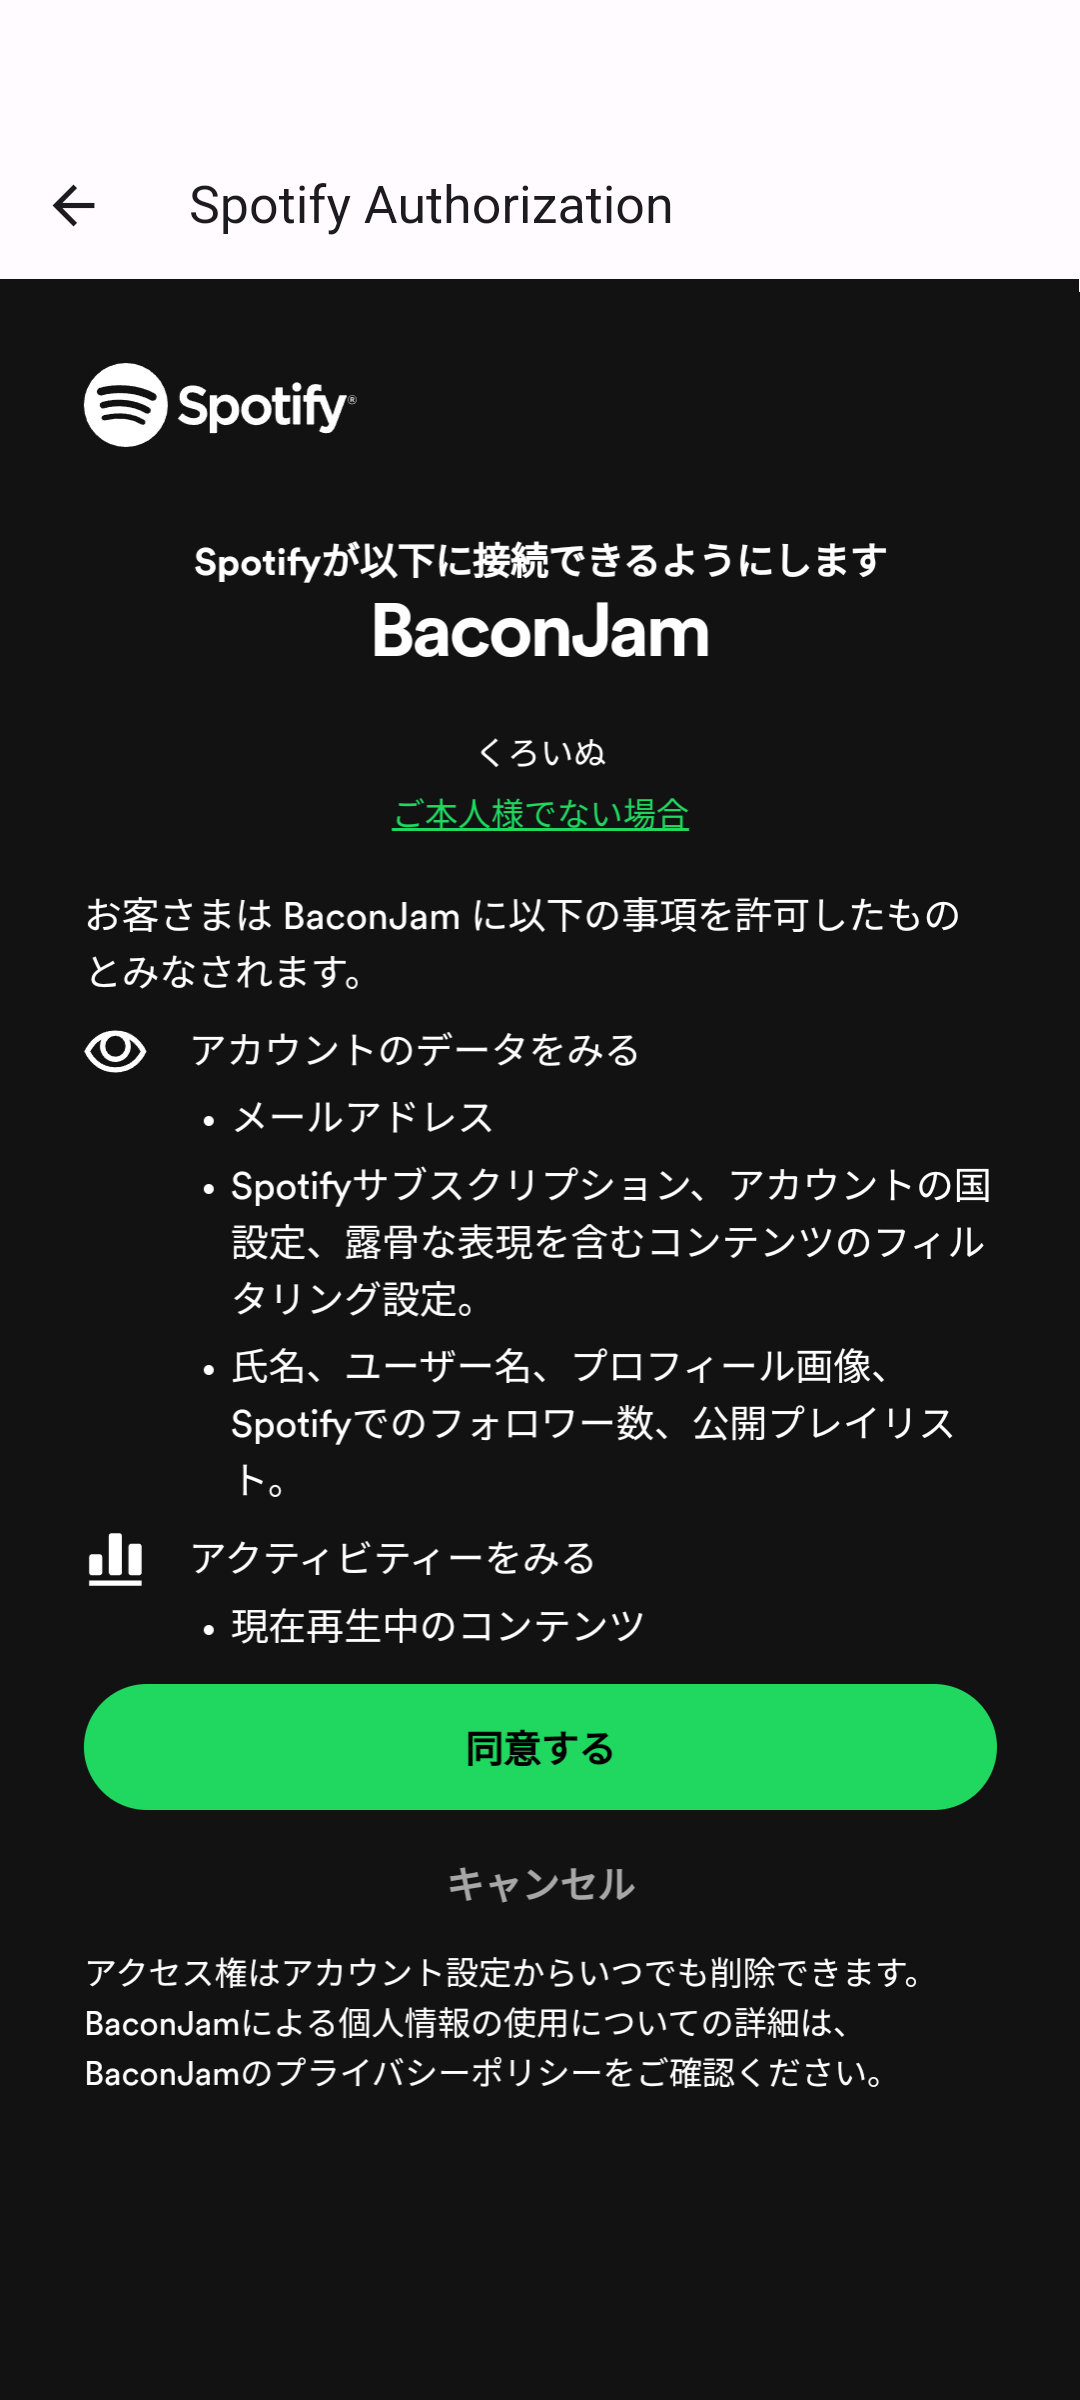 Spotify Authorization
Spotify®
Spotifyが以下に接続できるようにします
BaconJam
くろいぬ
ご本人様でない場合
お客さまは BaconJam に以下の事項を許可したもの
とみなされます。
アカウントのデータをみる
• メールアドレス
• Spotifyサブスクリプション、アカウントの国
設定、露骨な表現を含むコンテンツのフィル
タリング設定。
• 氏名、ユーザー名、プロフィール画像、
Spotifyでのフォロワー数、公開プレイリス
ト。
アクティビティーをみる
• 現在再生中のコンテンツ
同意する
キャンセル
アクセス権はアカウント設定からいつでも削除できます。
BaconJamによる個人情報の使用についての詳細は、
BaconJamのプライバシーポリシーをご確認ください。